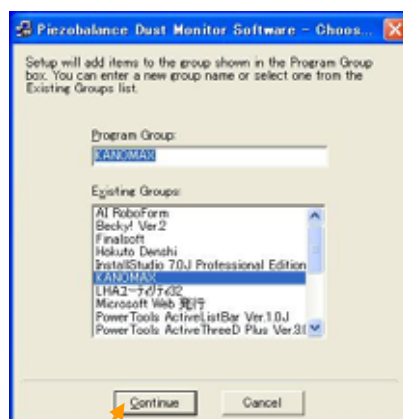 Piezobalance Dust Monitor Software - Choos...
Setup will add items to the group shown in the Program Group
box. You can enter a new group name or select one from the
Existing Groups list.
Program Group:
KANOMAX
Existing Groups:
AI RoboForm
Becky! Ver.2
Finalsoft
Hokuto Denshi
InstallStudio 7.0J Professional Edition
KANOMAX
LHAユーティリティ32
Microsoft Web 発行
PowerTools ActiveListBar Ver.1.0J
PowerTools ActiveThreeD Plus Ver.3.(
Continue
Cancel